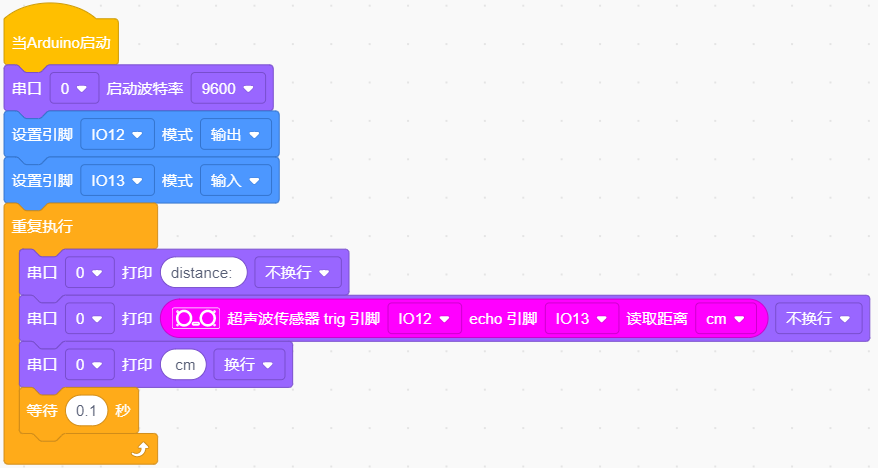 当Arduino启动
串口 0 启动波特率 9600
设置引脚 IO12 模式 输出
设置引脚 IO13 模式 输入
重复执行
串口 0 打印 distance: 不换行
串口 0 打印 超声波传感器 trig 引脚 IO12 echo 引脚 IO13 读取距离 cm 不换行
串口 0 打印 cm 换行
等待 0.1 秒